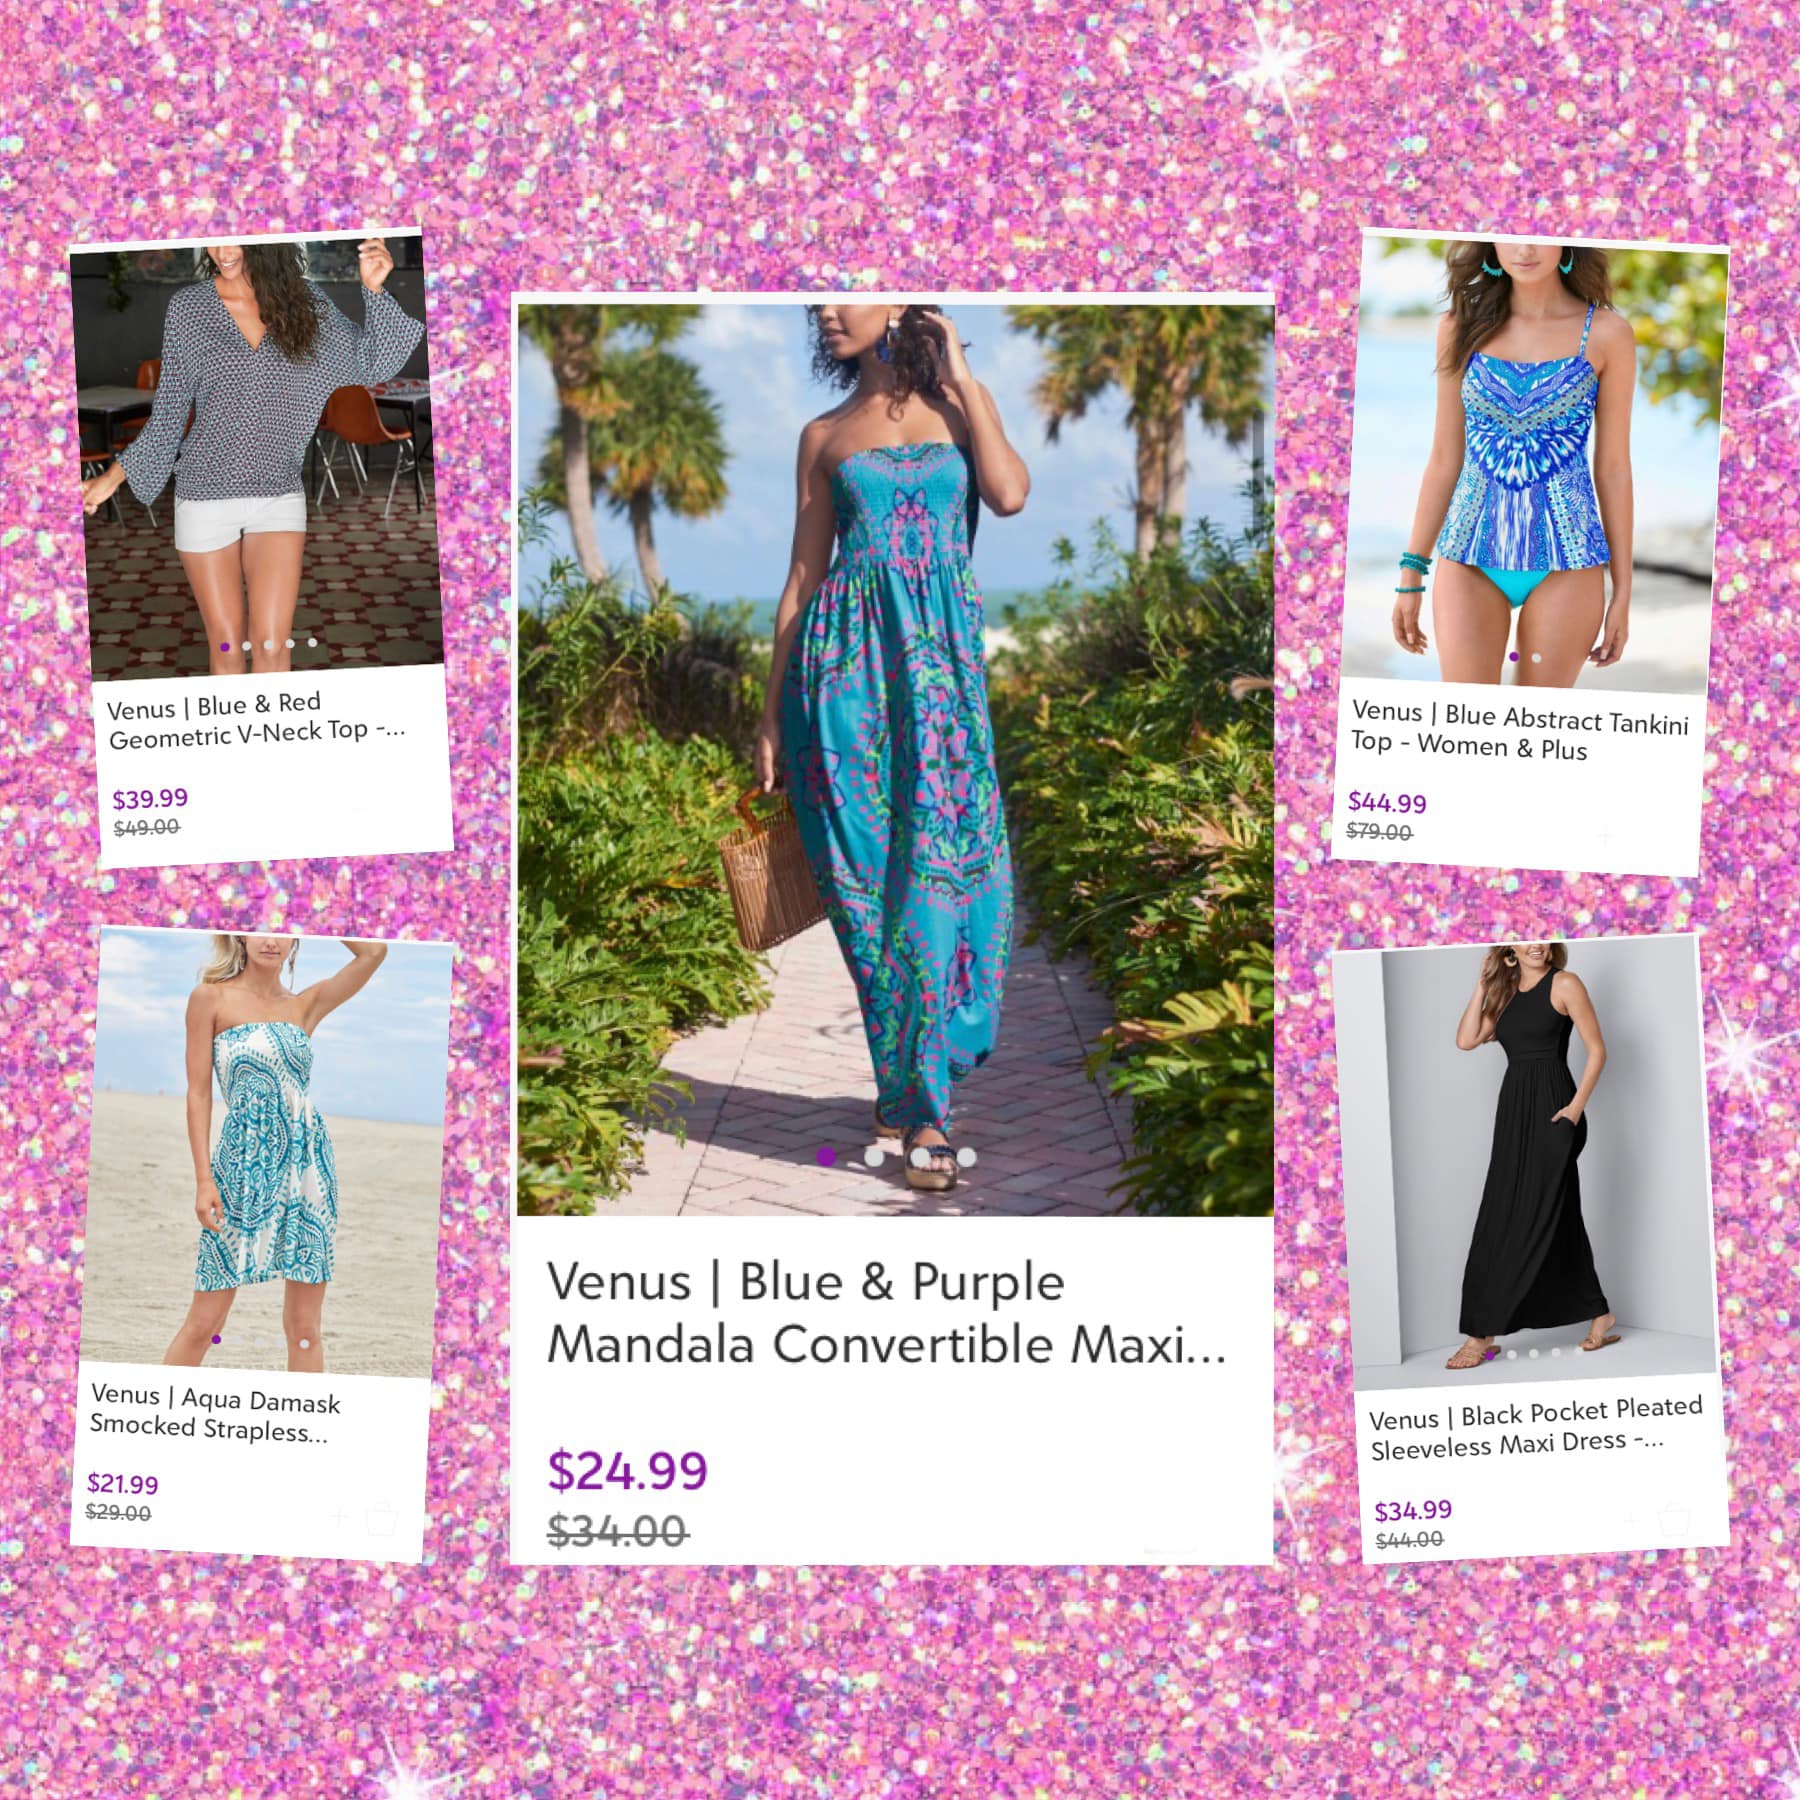 Venus | Blue & Red
Geometric V-Neck Top -...
$39.99
$49.00
Venus | Aqua Damask
Smocked Strapless...
$21.99
$29.00
Venus | Blue & Purple
Mandala Convertible Maxi...
$24.99
$34.00
Venus | Blue Abstract Tankini
Top - Women & Plus
$44.99
$79.00
Venus | Black Pocket Pleated
Sleeveless Maxi Dress -...
$34.99
$44.00